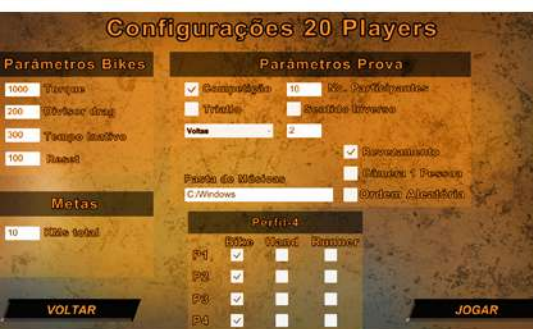 Configurações 20 Players
Parâmetros Bikes
1000 Torque
200 Divisor drag
300 Tempo Inativo
100 Reset
Metas
10 KMs total
Parâmetros Prova
Competição 10 No. Participantes
Triatlo Sentido Inverso
Voltas 2
Revezamento
Câmera 1 Pessoa
Pasta de Músicas
C:/Windows Ordem Aleatória
Perfil-4
Bike Hand Runner
P1
P2
P3
P4
VOLTAR
JOGAR